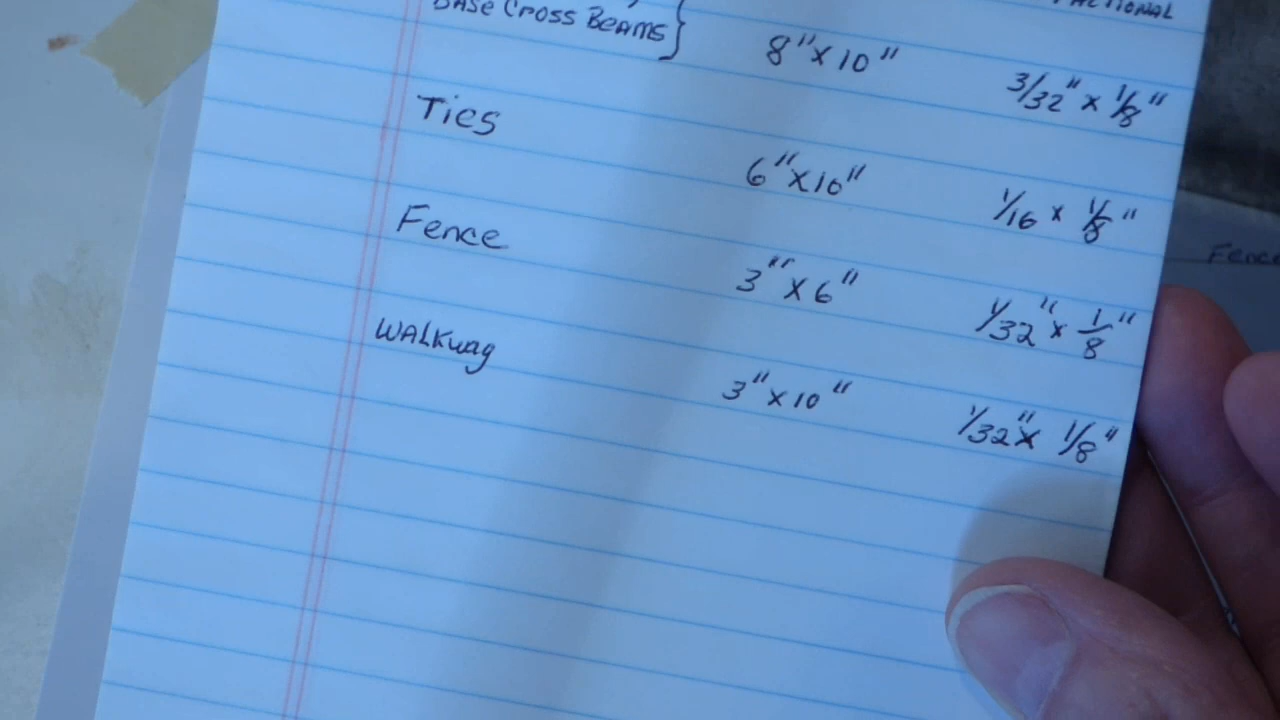 BASE CROSS BEAMS} 8"x10" 3/32" x 1/8"
Ties 6"x10" 1/16 x 1/8"
Fence 3"x6" 1/32" x 1/8"
WALKway 3"x10" 1/32"x 1/8"
Fence